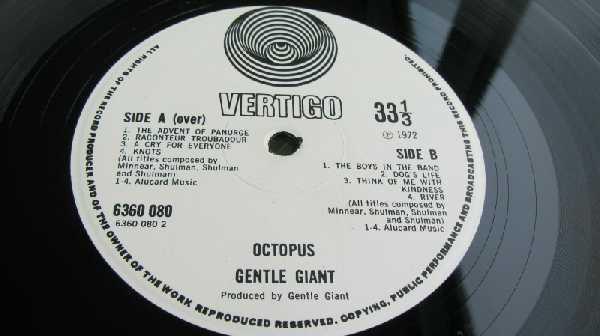 VERTIGO
33 1/3
Ⓟ 1972
SIDE A (over)
1. THE ADVENT OF PANURGE
2. RACONTEUR TROUBADOUR
3. A CRY FOR EVERYONE
4. KNOTS
(All titles composed by
Minnear, Shulman, Shulman
and Shulman)
1-4. Alucard Music
6360 080
6360 080 2
SIDE B
1. THE BOYS IN THE BAND
2. DOG'S LIFE
3. THINK OF ME WITH
KINDNESS
4. RIVER
(All titles composed by
Minnear, Shulman, Shulman
and Shulman)
1-4. Alucard Music
OCTOPUS
GENTLE GIANT
Produced by Gentle Giant
ALL RIGHTS OF THE RECORD PRODUCER AND OF THE OWNER OF THE WORK REPRODUCED RESERVED. COPYING, PUBLIC PERFORMANCE AND BROADCASTING THIS RECORD PROHIBITED.